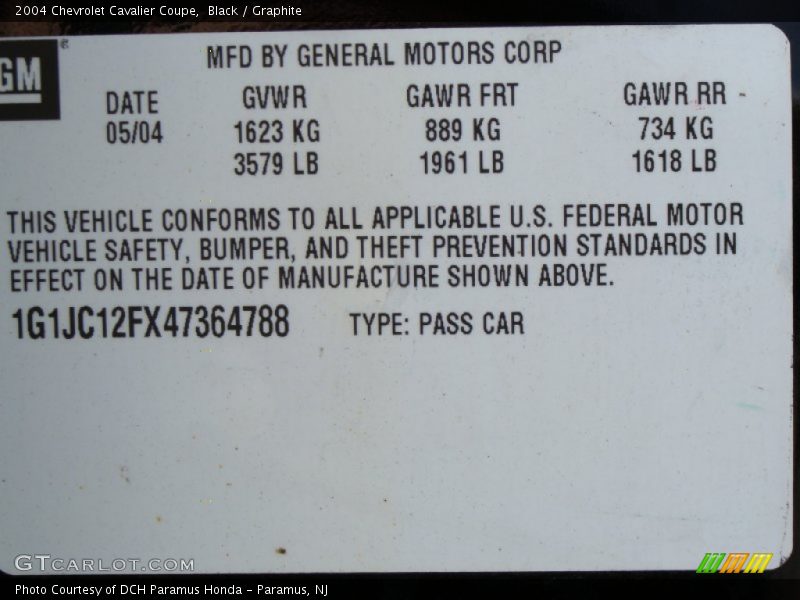 2004 Chevrolet Cavalier Coupe,  Black / Graphite
GM
®
MFD BY GENERAL MOTORS CORP
DATE GVWR GAWR FRT GAWR RR
05/04 1623 KG 889 KG 734 KG
3579 LB 1961 LB 1618 LB
THIS VEHICLE CONFORMS TO ALL APPLICABLE U.S. FEDERAL MOTOR
VEHICLE SAFETY, BUMPER, AND THEFT PREVENTION STANDARDS IN
EFFECT ON THE DATE OF MANUFACTURE SHOWN ABOVE.
1G1JC12FX47364788 TYPE: PASS CAR
GTCARLOT.COM
Photo Courtesy of DCH Paramus Honda - Paramus, NJ